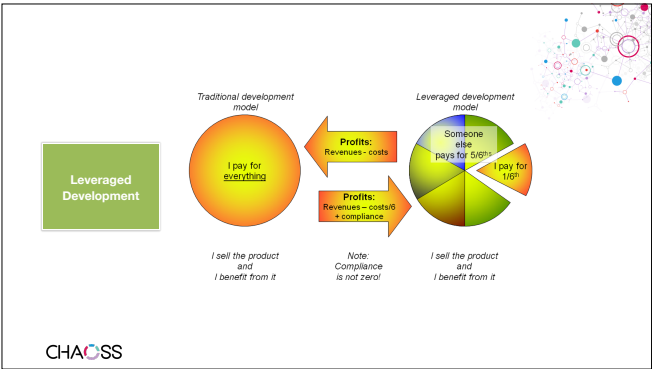 Leveraged
Development
Traditional development
model
I pay for
everything
Profits:
Revenues - costs
Profits:
Revenues – costs/6
+ compliance
Leveraged development
model
Someone
else
pays for 5/6ths
I pay for
1/6th
I sell the product
and
I benefit from it
Note:
Compliance
is not zero!
I sell the product
and
I benefit from it
CHAOSS